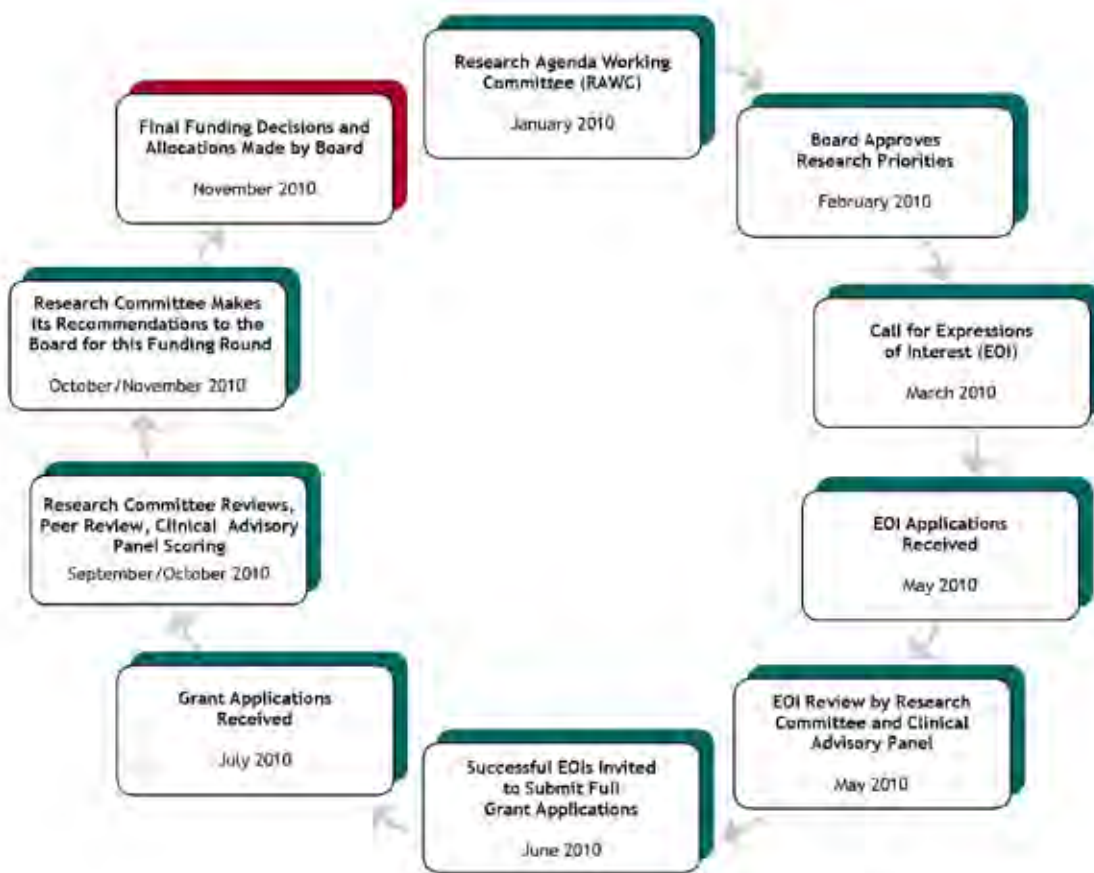 Research Agenda Working
Committee (RAWC)
January 2010
Board Approves
Research Priorities
February 2010
Call for Expressions
of Interest (EOI)
March 2010
EOI Applications
Received
May 2010
EOI Review by Research
Committee and Clinical
Advisory Panel
May 2010
Successful EOIs Invited
to Submit Full
Grant Applications
June 2010
Grant Applications
Received
July 2010
Research Committee Reviews,
Peer Review, Clinical Advisory
Panel Scoring
September/October 2010
Research Committee Makes
its Recommendations to the
Board for this Funding Round
October/November 2010
Final Funding Decisions and
Allocations Made by Board
November 2010